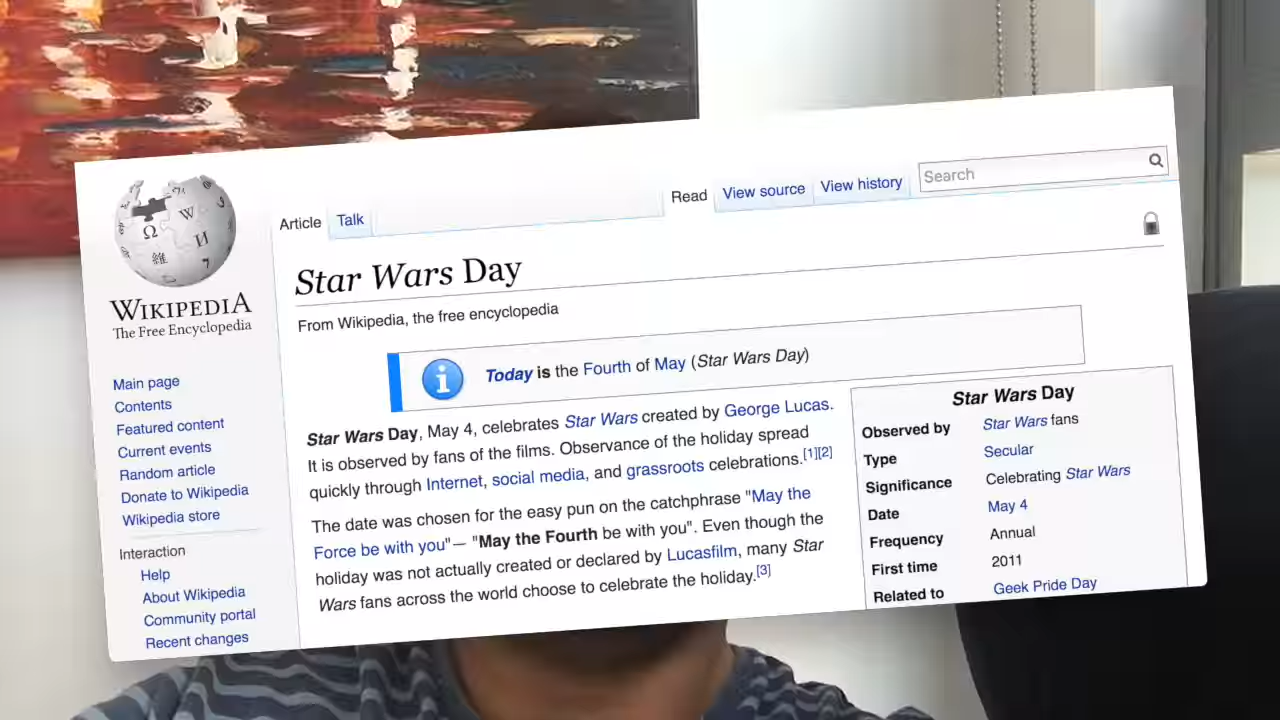 Search
Read View source View history
Article Talk
WIKIPEDIA
The Free Encyclopedia
Main page
Contents
Featured content
Current events
Random article
Donate to Wikipedia
Wikipedia store
Interaction
Help
About Wikipedia
Community portal
Recent changes
Star Wars Day
From Wikipedia, the free encyclopedia
Today is the Fourth of May (Star Wars Day)
Star Wars Day, May 4, celebrates Star Wars created by George Lucas.
It is observed by fans of the films. Observance of the holiday spread
quickly through Internet, social media, and grassroots celebrations.[1][2]
The date was chosen for the easy pun on the catchphrase "May the
Force be with you"— "May the Fourth be with you". Even though the
holiday was not actually created or declared by Lucasfilm, many Star
Wars fans across the world choose to celebrate the holiday.[3]
Star Wars Day
Observed by Star Wars fans
Type Secular
Significance Celebrating Star Wars
Date May 4
Frequency Annual
First time 2011
Related to Geek Pride Day